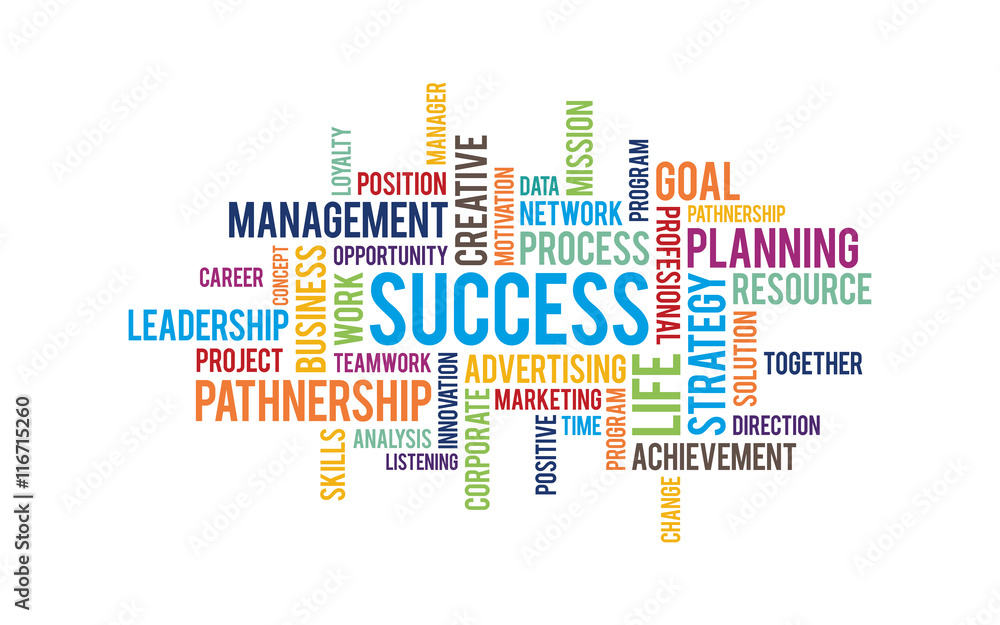 MANAGER
LOYALTY
MISSION
CREATIVE
PROGRAM
POSITION
MOTIVATION
DATA
GOAL
MANAGEMENT
NETWORK
PATHNERSHIP
PROFESIONAL
OPPORTUNITY
PROCESS
PLANNING
CONCEPT
BUSINESS
CAREER
WORK
SUCCESS
STRATEGY
RESOURCE
LEADERSHIP
SOLUTION
PROJECT
TEAMWORK
INNOVATION
ADVERTISING
LIFE
TOGETHER
PATHNERSHIP
CORPORATE
MARKETING
PROGRAM
POSITIVE
TIME
DIRECTION
SKILLS
ANALYSIS
LISTENING
ACHIEVEMENT
CHANGE
Adobe Stock | #116715260
Adobe Stock